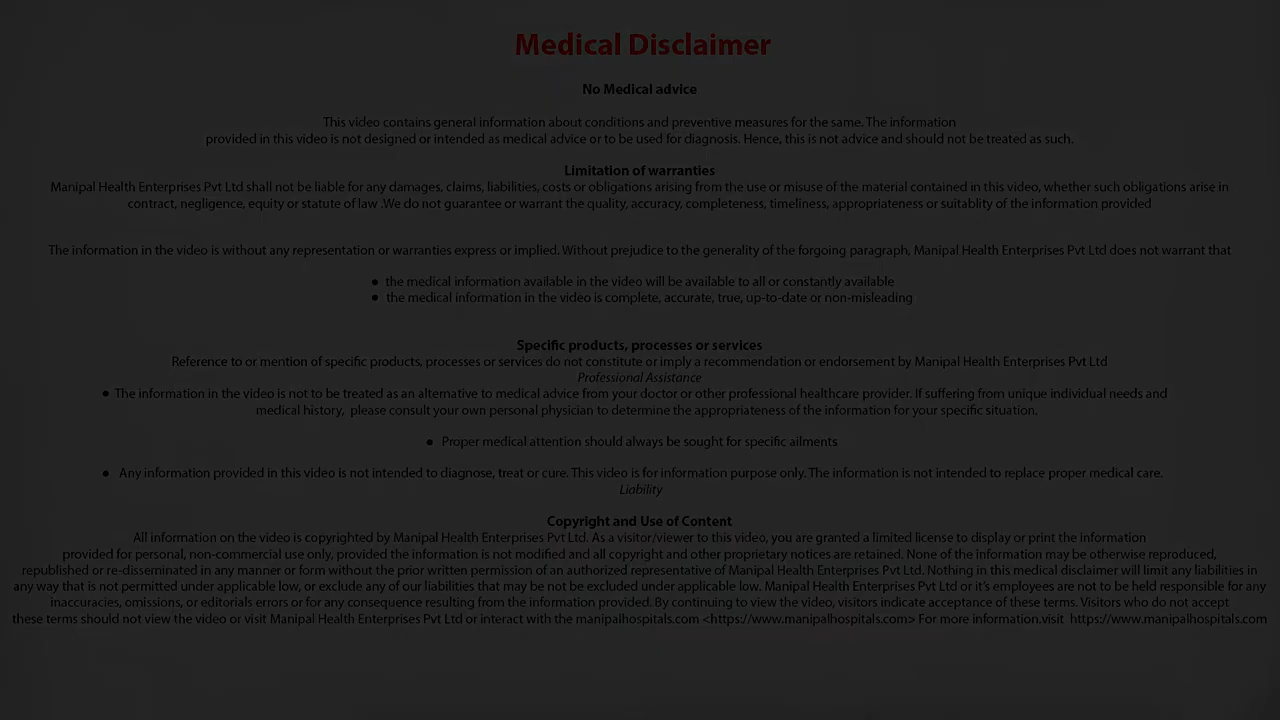 Medical Disclaimer
No Medical advice
This video contains general information about conditions and preventive measures for the same. The information
provided in this video is not designed or intended as medical advice or to be used for diagnosis. Hence, this is not advice and should not be treated as such.
Limitation of warranties
Manipal Health Enterprises Pvt Ltd shall not be liable for any damages, claims, liabilities, costs or obligations arising from the use or misuse of the material contained in this video, whether such obligations arise in
contract, negligence, equity or statute of law .We do not guarantee or warrant the quality, accuracy, completeness, timeliness, appropriateness or suitablity of the information provided
The information in the video is without any representation or warranties express or implied. Without prejudice to the generality of the forgoing paragraph, Manipal Health Enterprises Pvt Ltd does not warrant that
● the medical information available in the video will be available to all or constantly available
● the medical information in the video is complete, accurate, true, up-to-date or non-misleading
Specific products, processes or services
Reference to or mention of specific products, processes or services do not constitute or imply a recommendation or endorsement by Manipal Health Enterprises Pvt Ltd
Professional Assistance
● The information in the video is not to be treated as an alternative to medical advice from your doctor or other professional healthcare provider. If suffering from unique individual needs and
medical history, please consult your own personal physician to determine the appropriateness of the information for your specific situation.
● Proper medical attention should always be sought for specific ailments
● Any information provided in this video is not intended to diagnose, treat or cure. This video is for information purpose only. The information is not intended to replace proper medical care.
Liability
Copyright and Use of Content
All information on the video is copyrighted by Manipal Health Enterprises Pvt Ltd. As a visitor/viewer to this video, you are granted a limited license to display or print the information
provided for personal, non-commercial use only, provided the information is not modified and all copyright and other proprietary notices are retained. None of the information may be otherwise reproduced,
republished or re-disseminated in any manner or form without the prior written permission of an authorized representative of Manipal Health Enterprises Pvt Ltd. Nothing in this medical disclaimer will limit any liabilities in
any way that is not permitted under applicable low, or exclude any of our liabilities that may be not be excluded under applicable low. Manipal Health Enterprises Pvt Ltd or it's employees are not to be held responsible for any
inaccuracies, omissions, or editorials errors or for any consequence resulting from the information provided. By continuing to view the video, visitors indicate acceptance of these terms. Visitors who do not accept
these terms should not view the video or visit Manipal Health Enterprises Pvt Ltd or interact with the manipalhospitals.com <https://www.manipalhospitals.com> For more information.visit https://www.manipalhospitals.com